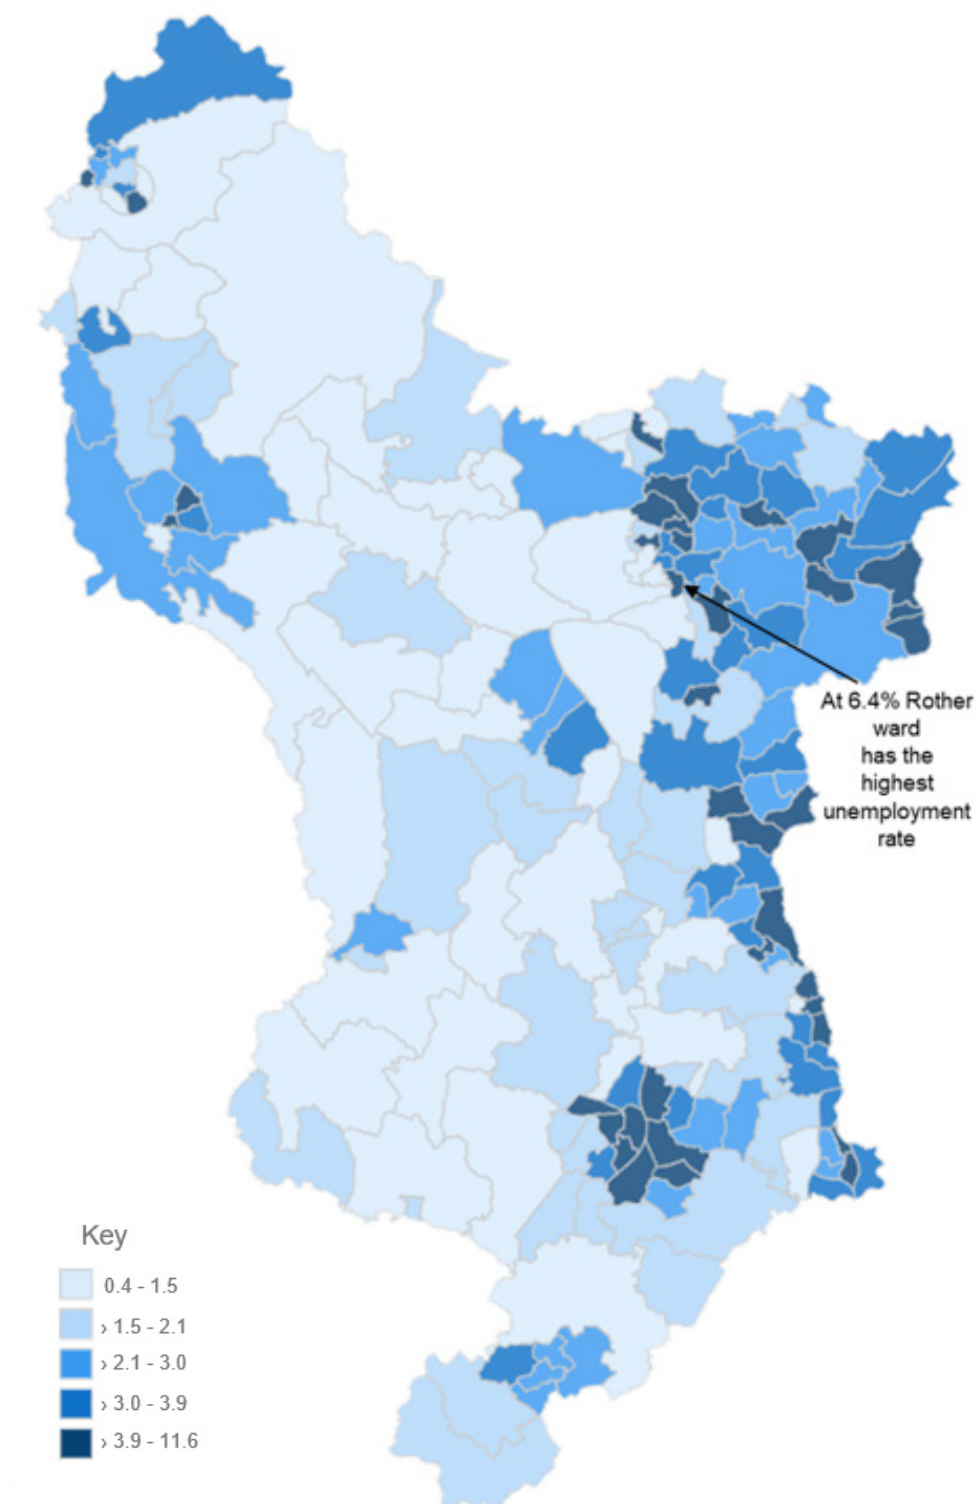 At 6.4% Rother
ward
has the
highest
unemployment
rate
Key
0.4 - 1.5
› 1.5 - 2.1
› 2.1 - 3.0
› 3.0 - 3.9
› 3.9 - 11.6